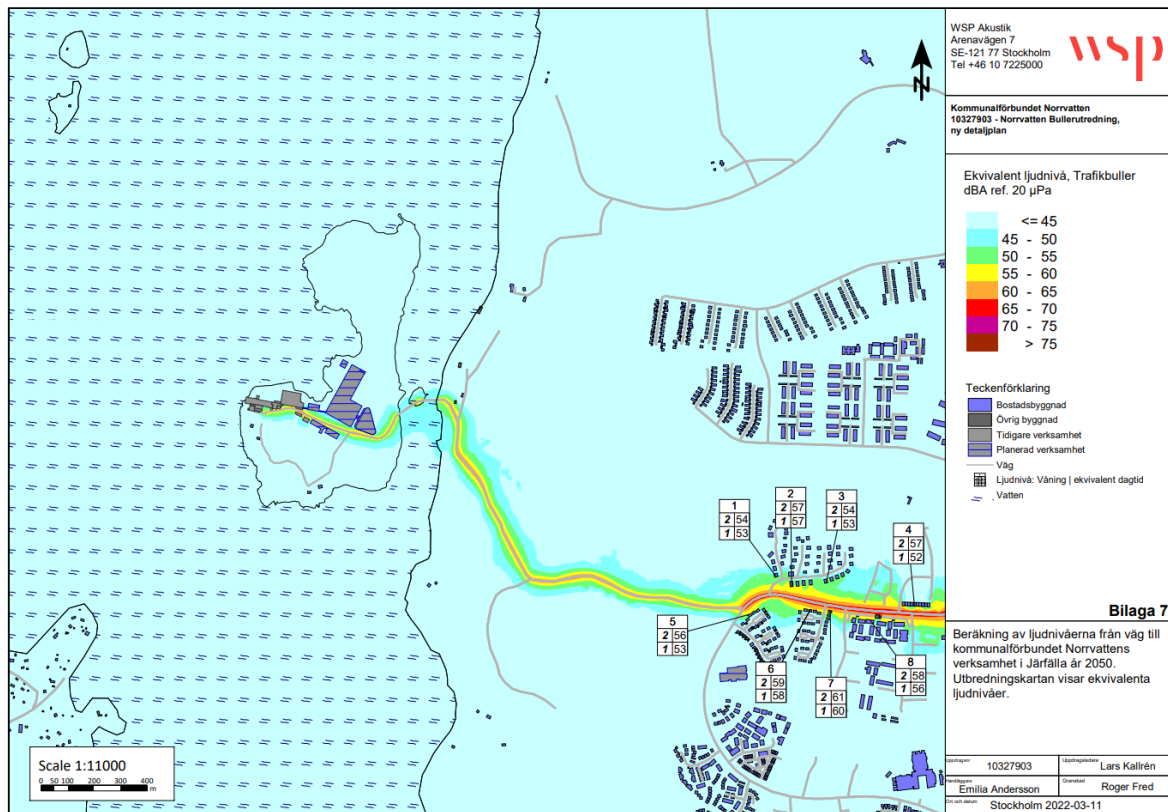 WSP Akustik
Arenavägen 7
SE-121 77 Stockholm
Tel +46 10 7225000
wsp
N
Kommunalförbundet Norrvatten
10327903 - Norrvatten Bullerutredning,
ny detaljplan
Ekvivalent ljudnivå, Trafikbuller
dBA ref. 20 µPa
<= 45
45 - 50
50 - 55
55 - 60
60 - 65
65 - 70
70 - 75
> 75
Teckenförklaring
Bostadsbyggnad
Övrig byggnad
Tidigare verksamhet
Planerad verksamhet
Väg
Ljudnivå: Våning | ekvivalent dagtid
Vatten
1
2 54
1 53
2
2 57
1 57
3
2 54
1 53
4
2 57
1 52
5
2 56
1 53
6
2 59
1 58
7
2 61
1 60
8
2 58
1 56
Bilaga 7
Beräkning av ljudnivåerna från väg till
kommunalförbundet Norrvattens
verksamhet i Järfälla år 2050.
Utbredningskartan visar ekvivalenta
ljudnivåer.
Scale 1:11000
0 50 100 200 300 400
m
Uppdragsnr 10327903
Uppdragsledare Lars Kallrén
Handläggare Emilia Andersson
Granskad Roger Fred
Ort och datum Stockholm 2022-03-11